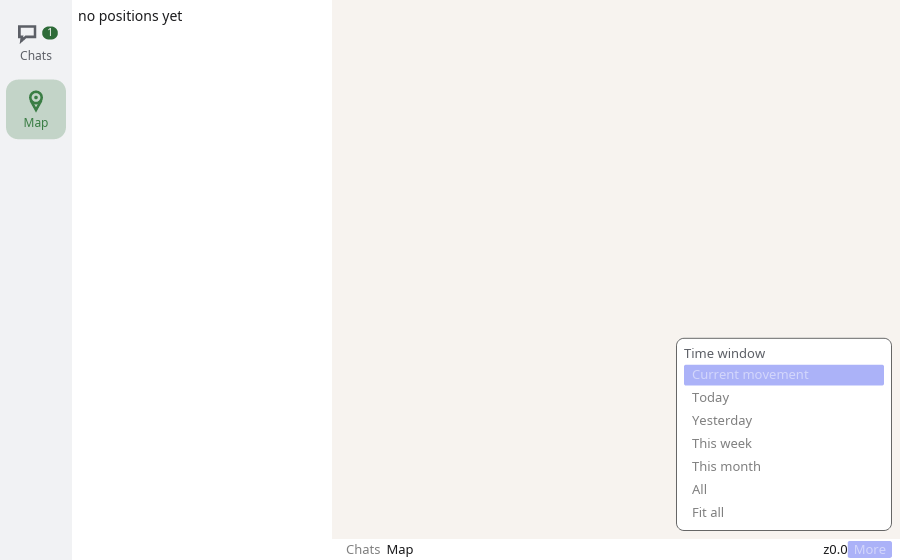 1
Chats
Map
no positions yet
Time window
Current movement
Today
Yesterday
This week
This month
All
Fit all
Chats Map z0.0 More